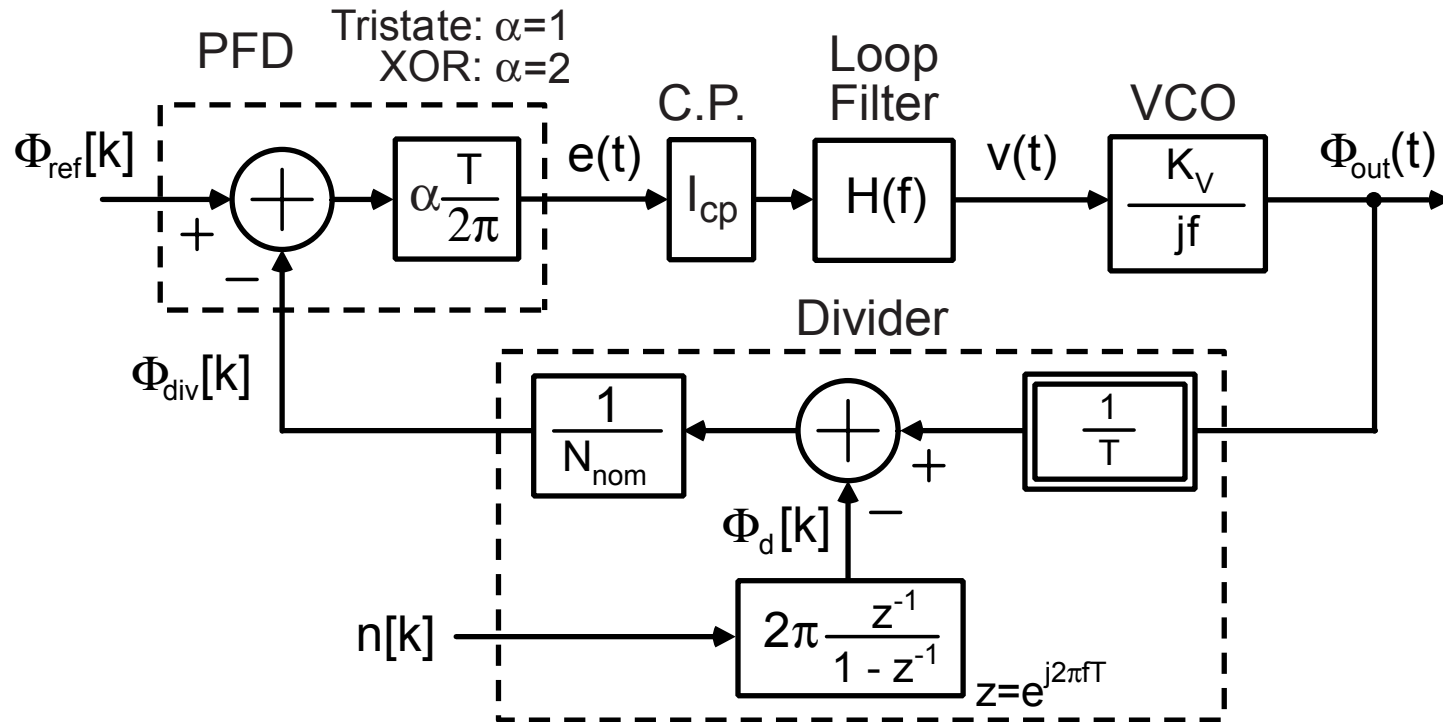 Tristate: α=1
PFD
XOR: α=2
Loop
C.P.
Filter
VCO
Φref[k]
+
−
α T/2π
e(t)
Icp
H(f)
v(t)
KV/jf
Φout(t)
+
−
Divider
Φdiv[k]
1/Nnom
+
1/T
+
−
Φd[k]
n[k]
2π z-1/1 - z-1
z=ej2πfT